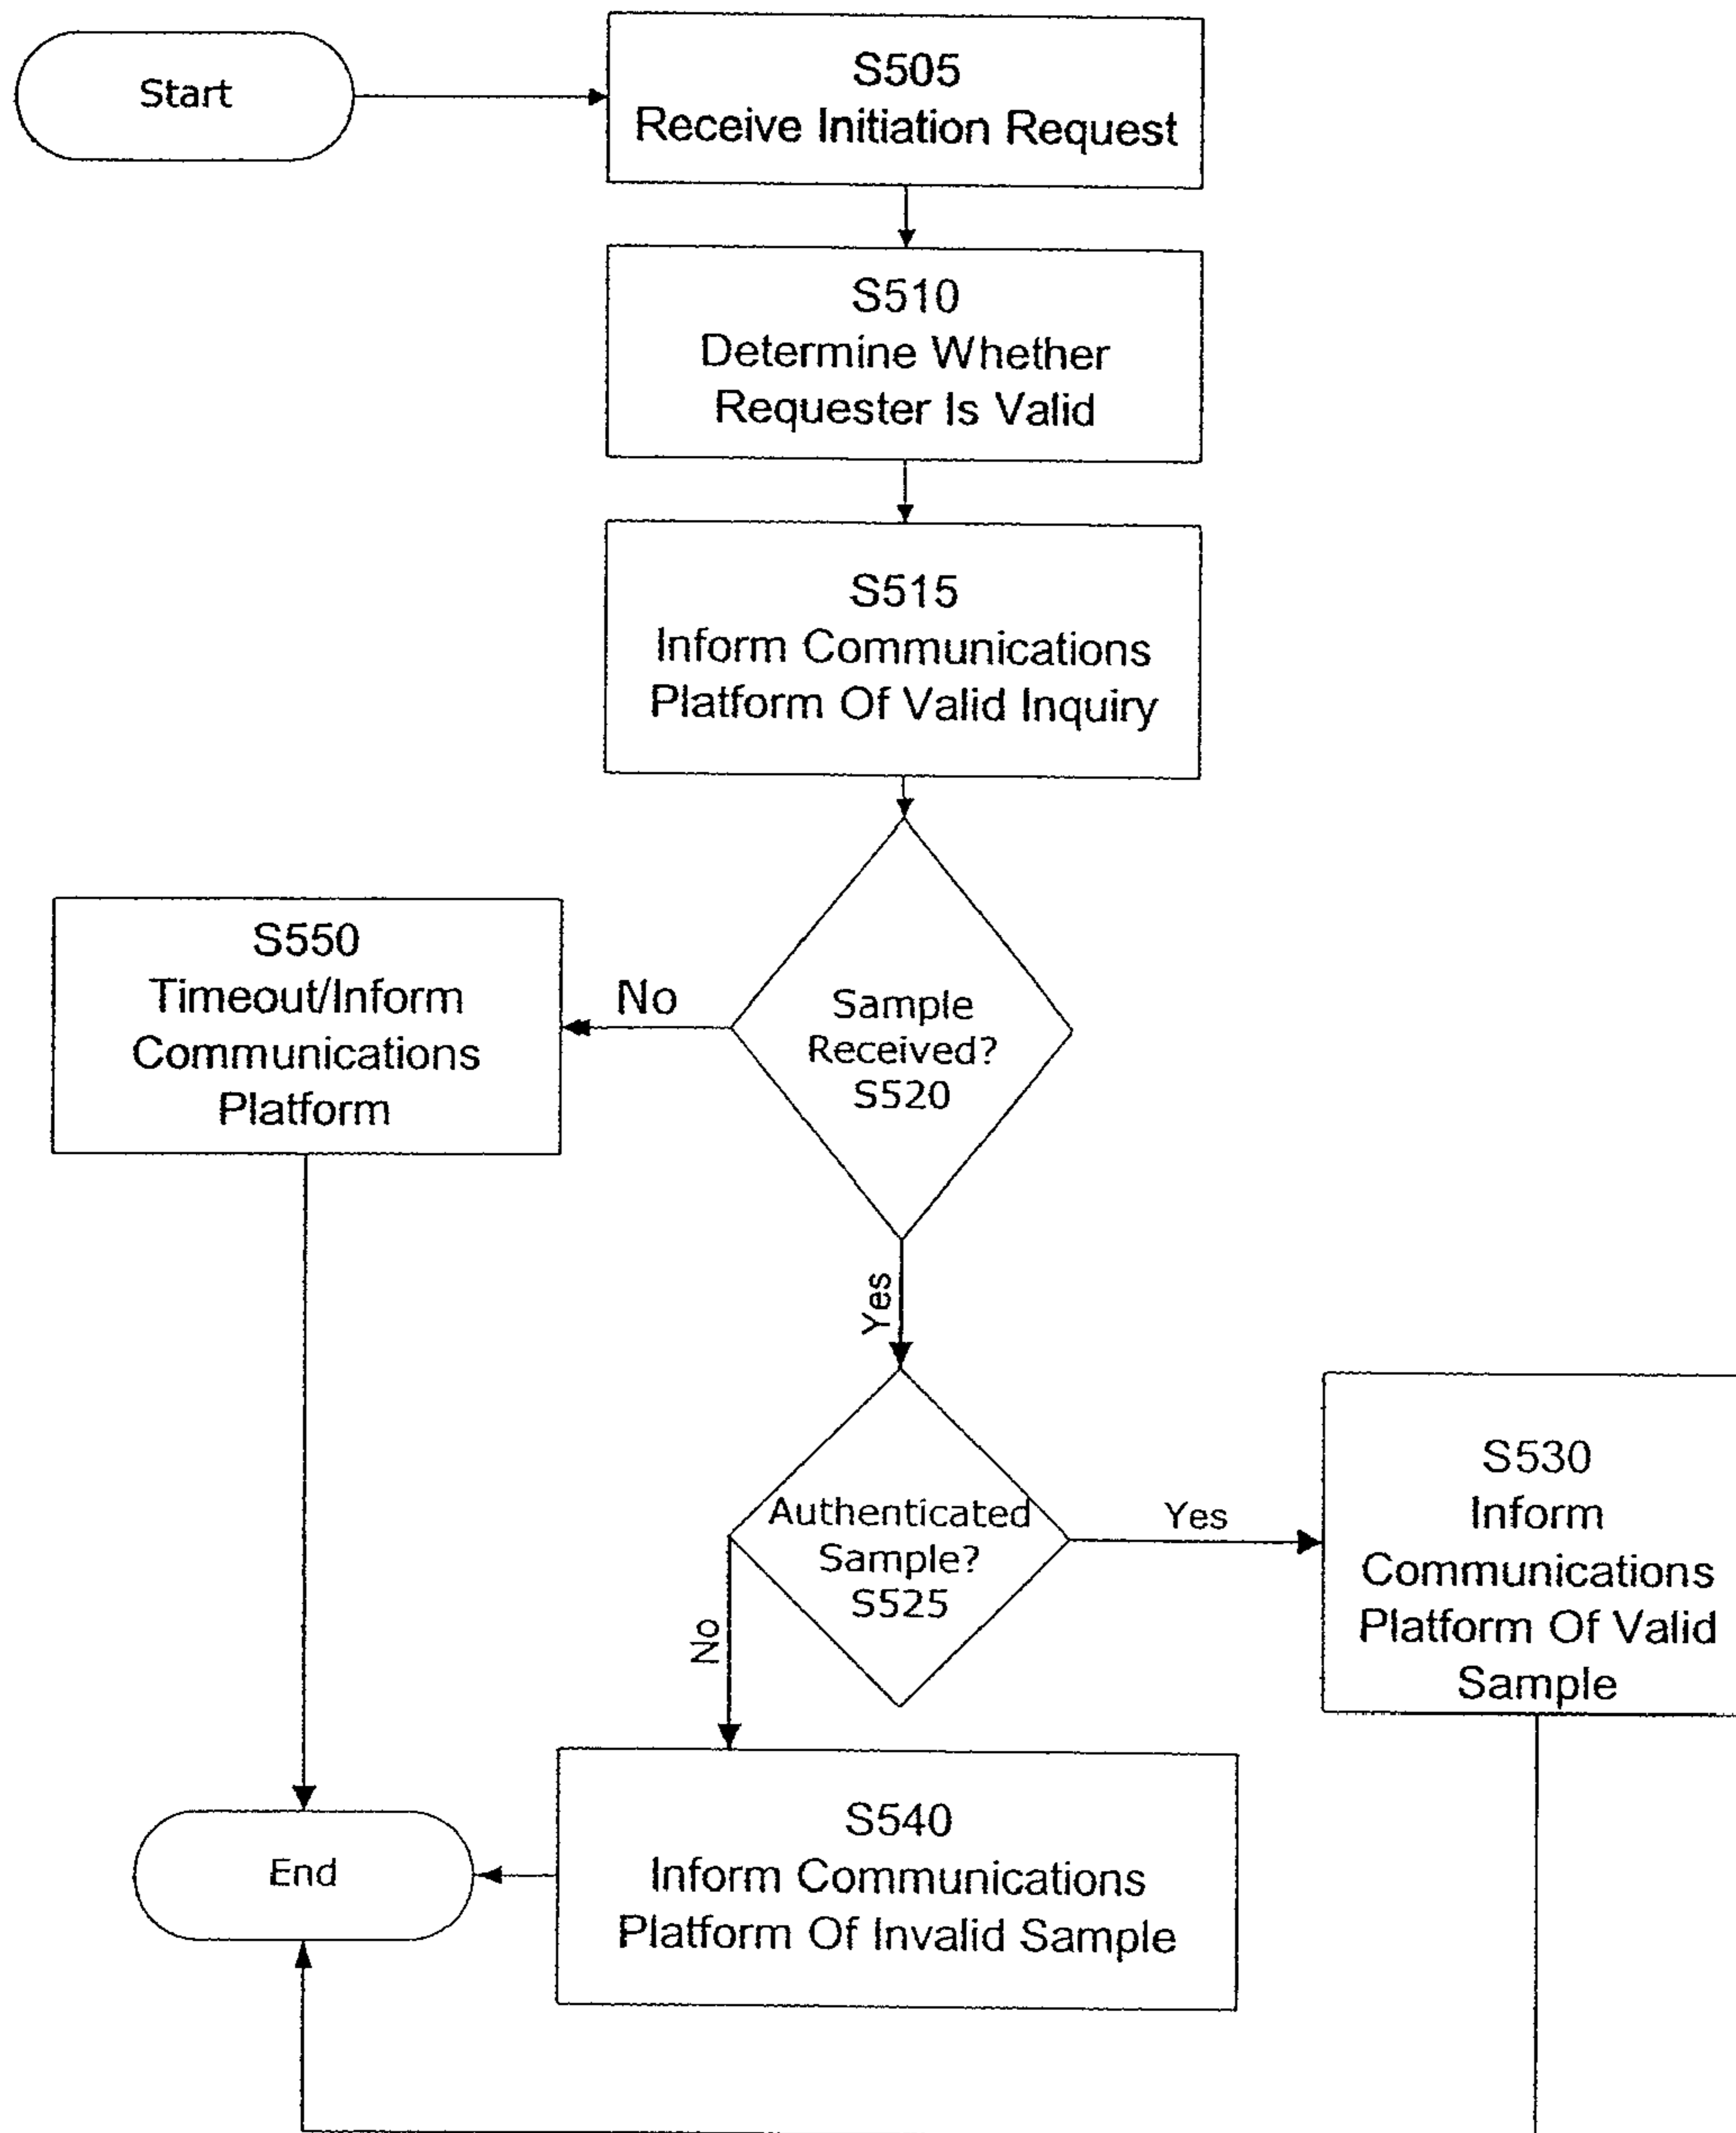 Start
S505
Receive Initiation Request
S510
Determine Whether
Requester Is Valid
S515
Inform Communications
Platform Of Valid Inquiry
S550
Timeout/Inform
Communications
Platform
No
Sample
Received?
S520
Yes
Authenticated
Sample?
S525
Yes
S530
Inform
Communications
Platform Of Valid
Sample
No
S540
Inform Communications
Platform Of Invalid Sample
End